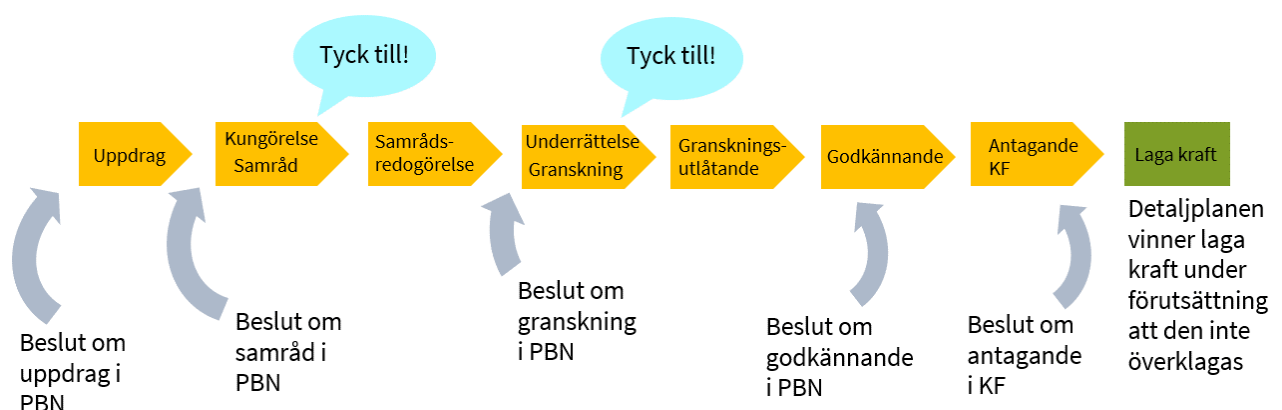 Tyck till!
Tyck till!
Uppdrag
Kungörelse
Samråd
Samråds-
redogörelse
Underrättelse
Granskning
Gransknings-
utlåtande
Godkännande
Antagande
KF
Laga kraft
Beslut om
uppdrag i
PBN
Beslut om
samråd i
PBN
Beslut om
granskning
i PBN
Beslut om
godkännande
i PBN
Beslut om
antagande
i KF
Detaljplanen
vinner laga
kraft under
förutsättning
att den inte
överklagas